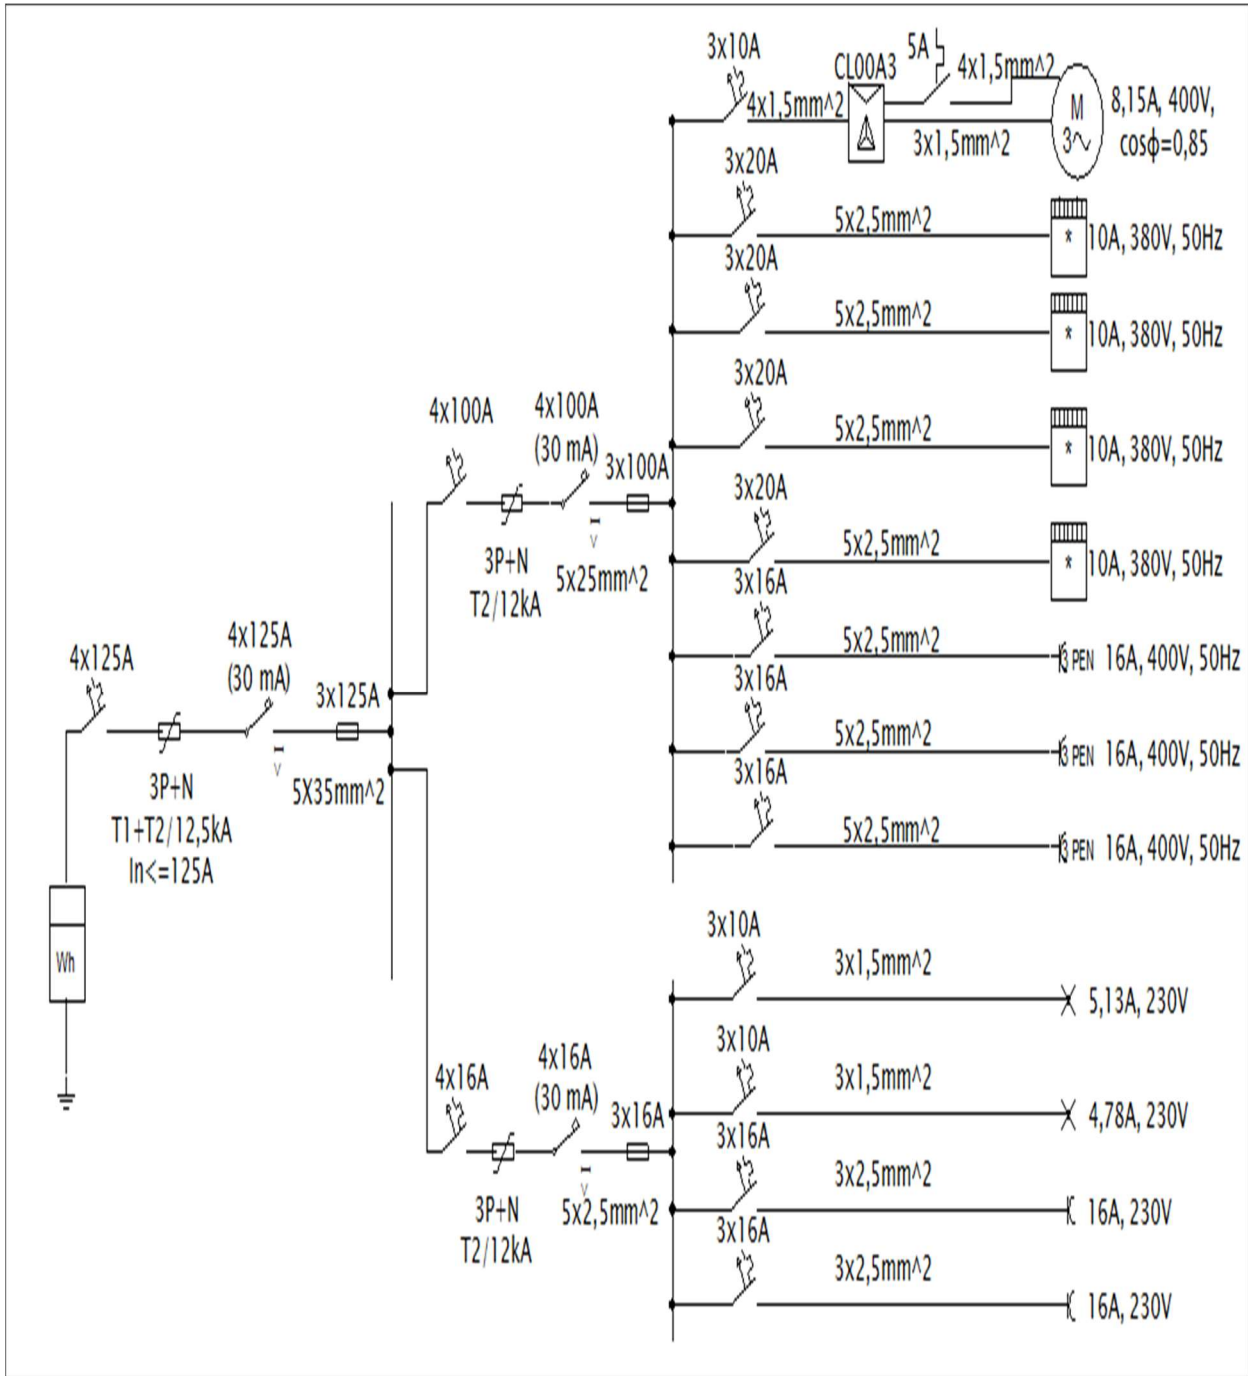 3x10A
4x1,5mm^2
CL00A3
5A
4x1,5mm^2
3x1,5mm^2
M
3
8,15A, 400V,
cosϕ=0,85
3x20A
5x2,5mm^2
*
10A, 380V, 50Hz
3x20A
5x2,5mm^2
*
10A, 380V, 50Hz
3x20A
5x2,5mm^2
*
10A, 380V, 50Hz
3x20A
5x2,5mm^2
*
10A, 380V, 50Hz
3x16A
5x2,5mm^2
3 PEN
16A, 400V, 50Hz
3x16A
5x2,5mm^2
3 PEN
16A, 400V, 50Hz
3x16A
5x2,5mm^2
3 PEN
16A, 400V, 50Hz
4x100A
4x100A
(30 mA)
3x100A
3P+N
T2/12kA
I
5x25mm^2
4x125A
4x125A
(30 mA)
3x125A
3P+N
T1+T2/12,5kA
In<=125A
I
5X35mm^2
Wh
3x10A
3x1,5mm^2
5,13A, 230V
3x10A
3x1,5mm^2
4,78A, 230V
3x16A
3x2,5mm^2
16A, 230V
3x16A
3x2,5mm^2
16A, 230V
4x16A
4x16A
(30 mA)
3x16A
3P+N
T2/12kA
I
5x2,5mm^2